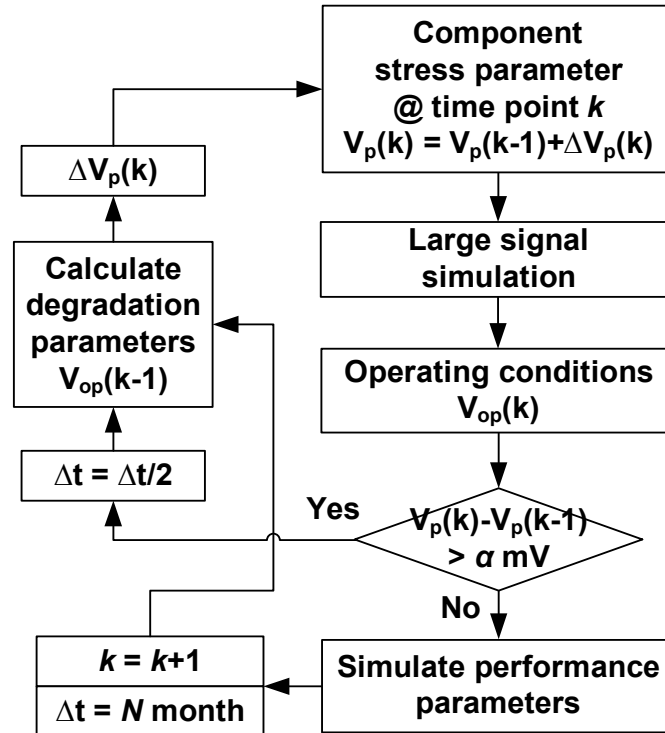 Component
stress parameter
@ time point k
Vₚ(k) = Vₚ(k-1)+ΔVₚ(k)
Large signal
simulation
Operating conditions
Vₒₚ(k)
Vₚ(k)-Vₚ(k-1)
> α mV
Yes
No
Simulate performance
parameters
k = k+1
Δt = N month
Δt = Δt/2
Calculate
degradation
parameters
Vₒₚ(k-1)
ΔVₚ(k)